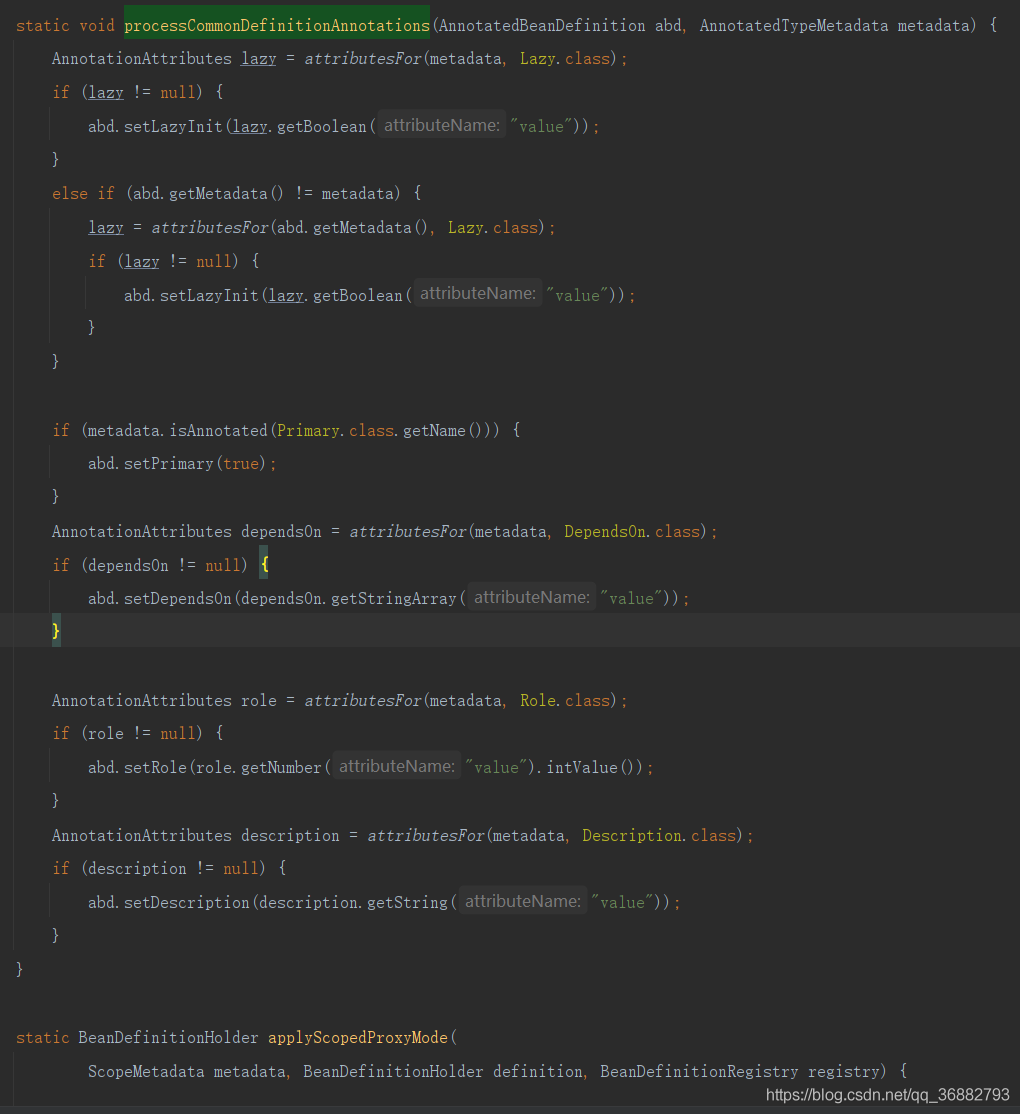 static void processCommonDefinitionAnnotations(AnnotatedBeanDefinition abd, AnnotatedTypeMetadata metadata) {
    AnnotationAttributes lazy = attributesFor(metadata, Lazy.class);
    if (lazy != null) {
        abd.setLazyInit(lazy.getBoolean( attributeName: "value"));
    }
    else if (abd.getMetadata() != metadata) {
        lazy = attributesFor(abd.getMetadata(), Lazy.class);
        if (lazy != null) {
            abd.setLazyInit(lazy.getBoolean( attributeName: "value"));
        }
    }
    if (metadata.isAnnotated(Primary.class.getName())) {
        abd.setPrimary(true);
    }
    AnnotationAttributes dependsOn = attributesFor(metadata, DependsOn.class);
    if (dependsOn != null) {
        abd.setDependsOn(dependsOn.getStringArray( attributeName: "value"));
    }
    AnnotationAttributes role = attributesFor(metadata, Role.class);
    if (role != null) {
        abd.setRole(role.getNumber( attributeName: "value").intValue());
    }
    AnnotationAttributes description = attributesFor(metadata, Description.class);
    if (description != null) {
        abd.setDescription(description.getString( attributeName: "value"));
    }
}
static BeanDefinitionHolder applyScopedProxyMode(
        ScopeMetadata metadata, BeanDefinitionHolder definition, BeanDefinitionRegistry registry) {
https://blog.csdn.net/qq_36882793